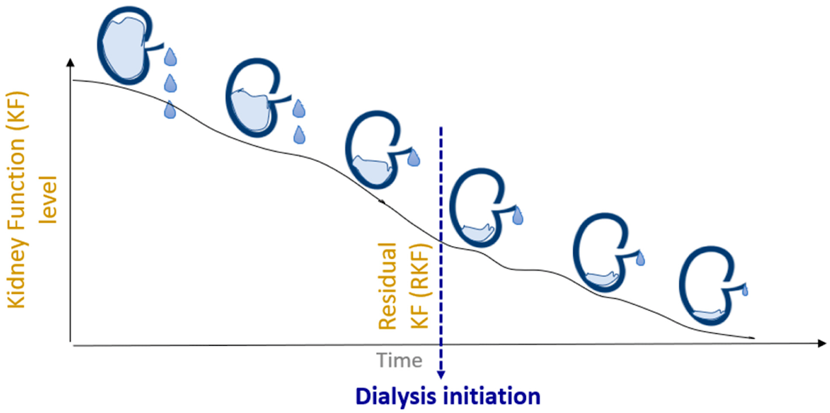 Kidney Function (KF)
level
Residual
KF (RKF)
Time
Dialysis initiation